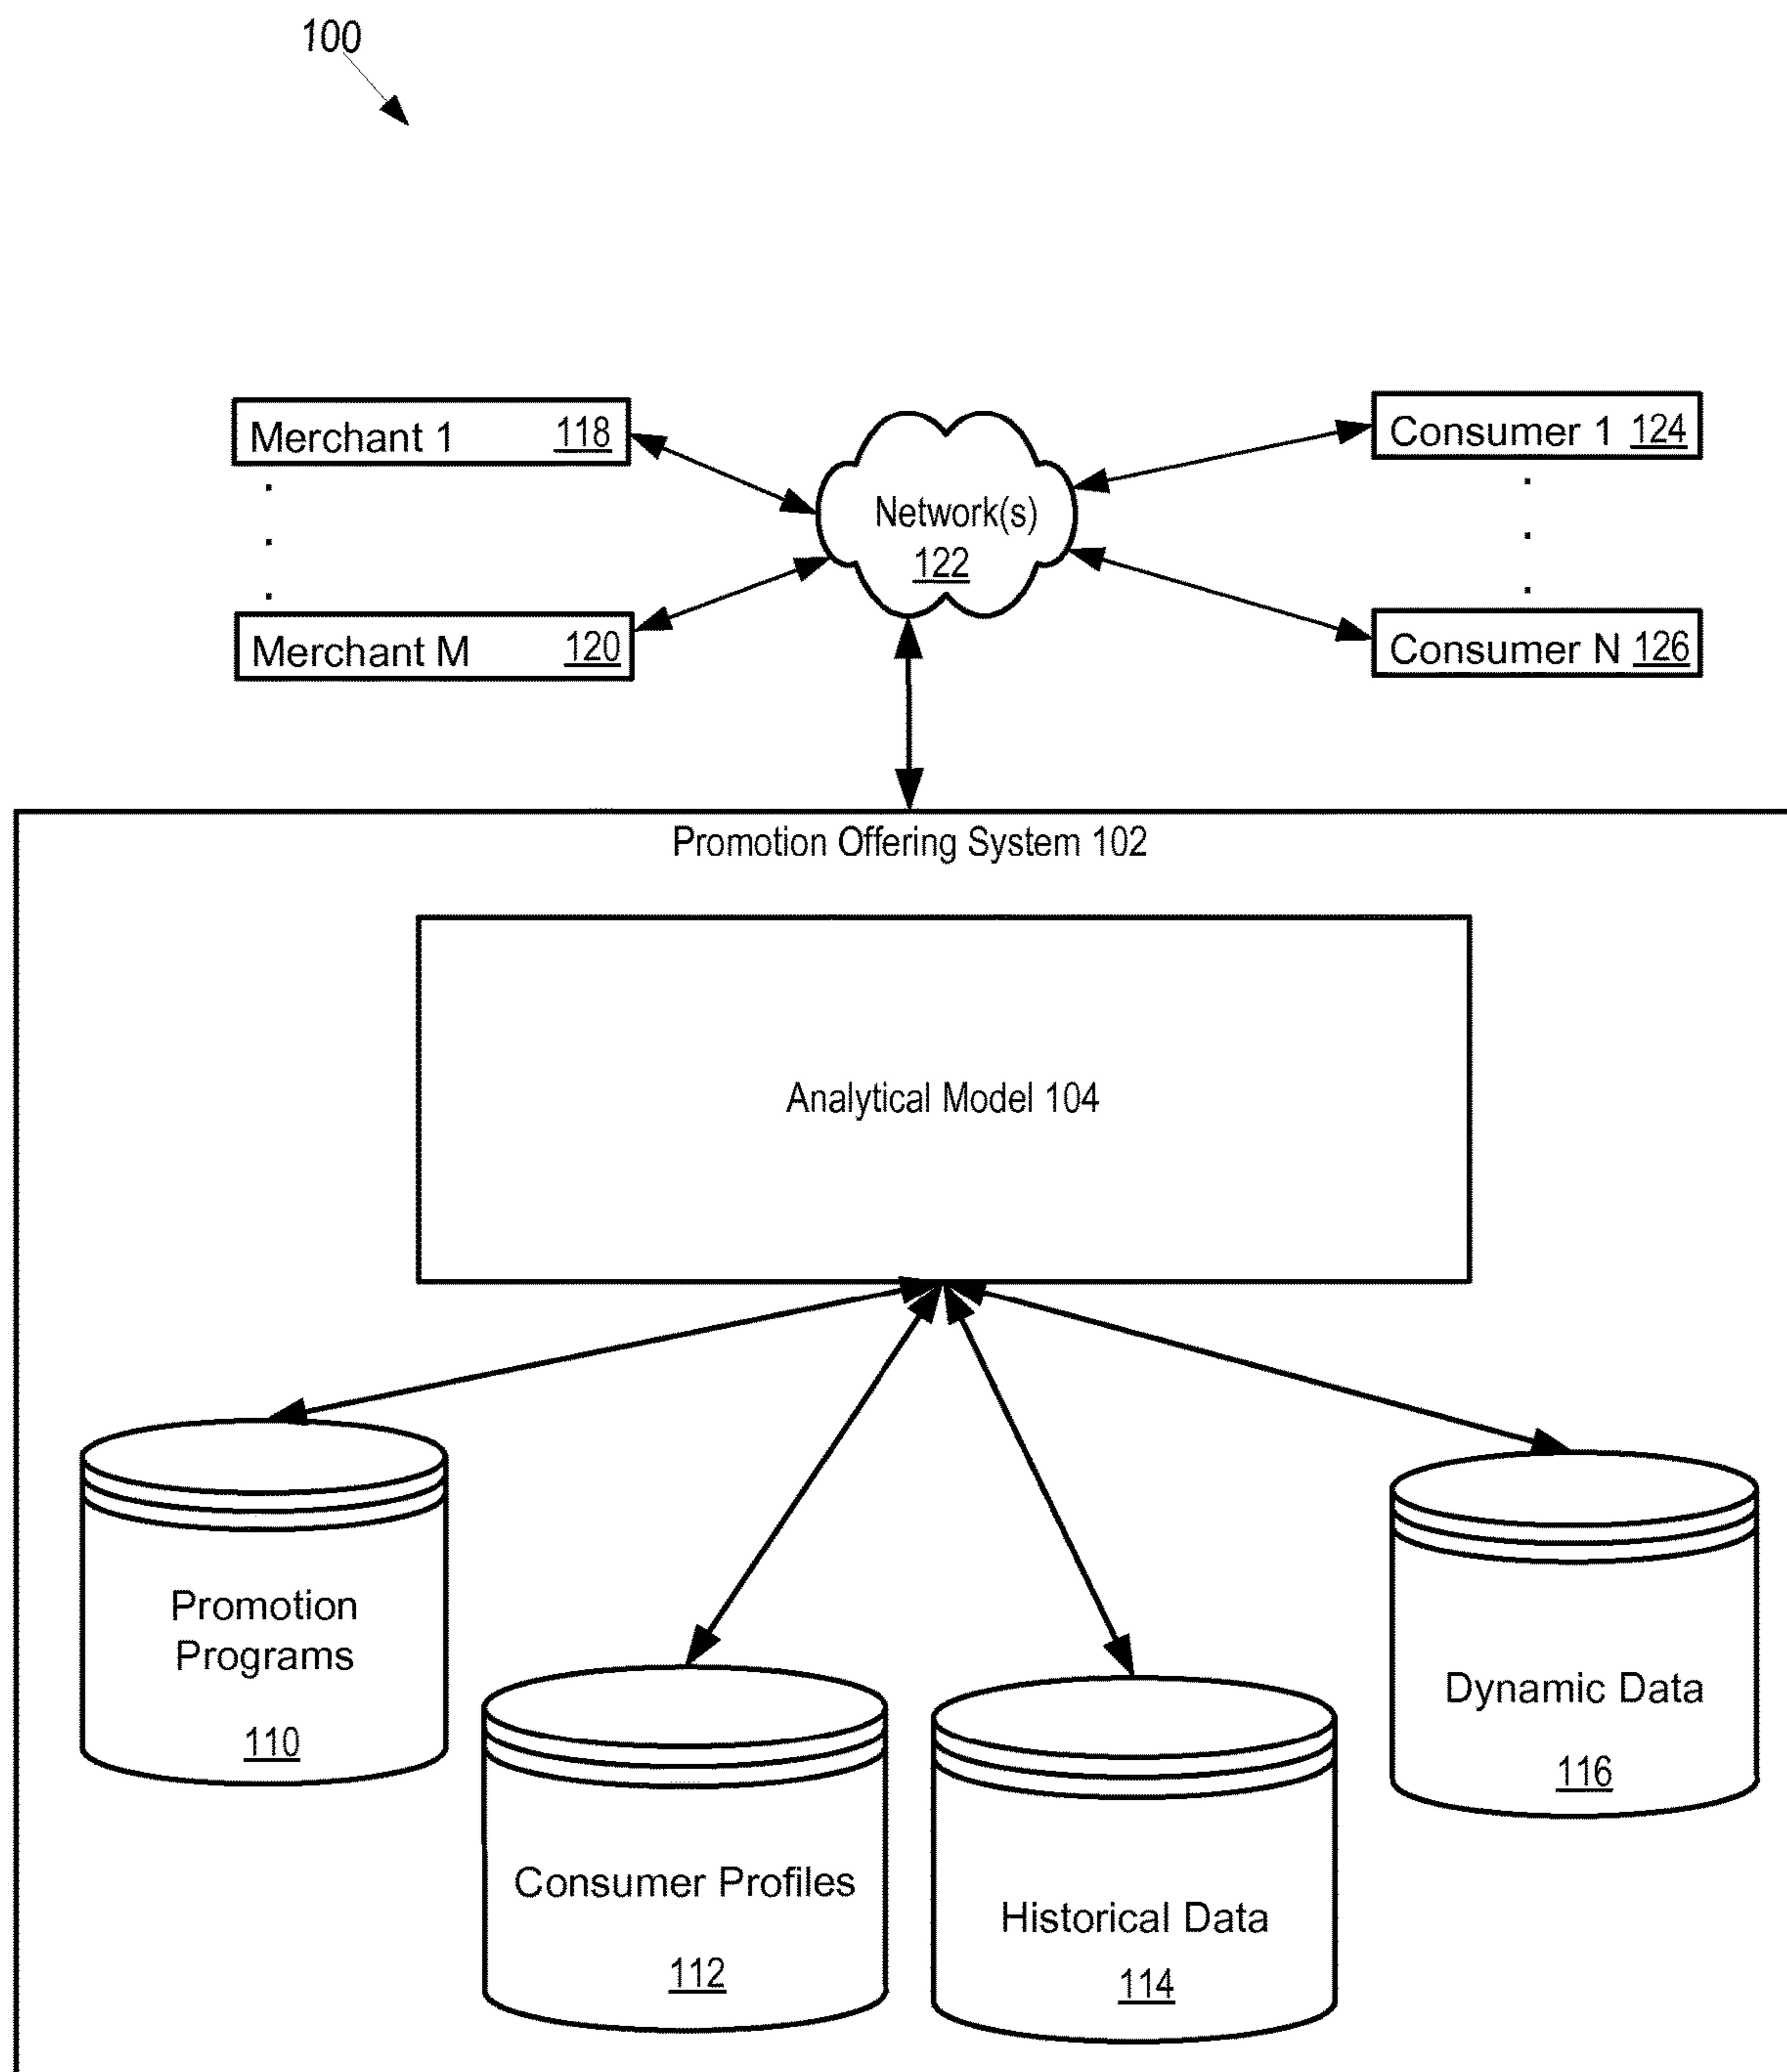 100
Merchant 1 118
Consumer 1 124
Network(s)
122
Merchant M 120
Consumer N 126
Promotion Offering System 102
Analytical Model 104
Promotion
Programs
110
Dynamic Data
116
Consumer Profiles
112
Historical Data
114